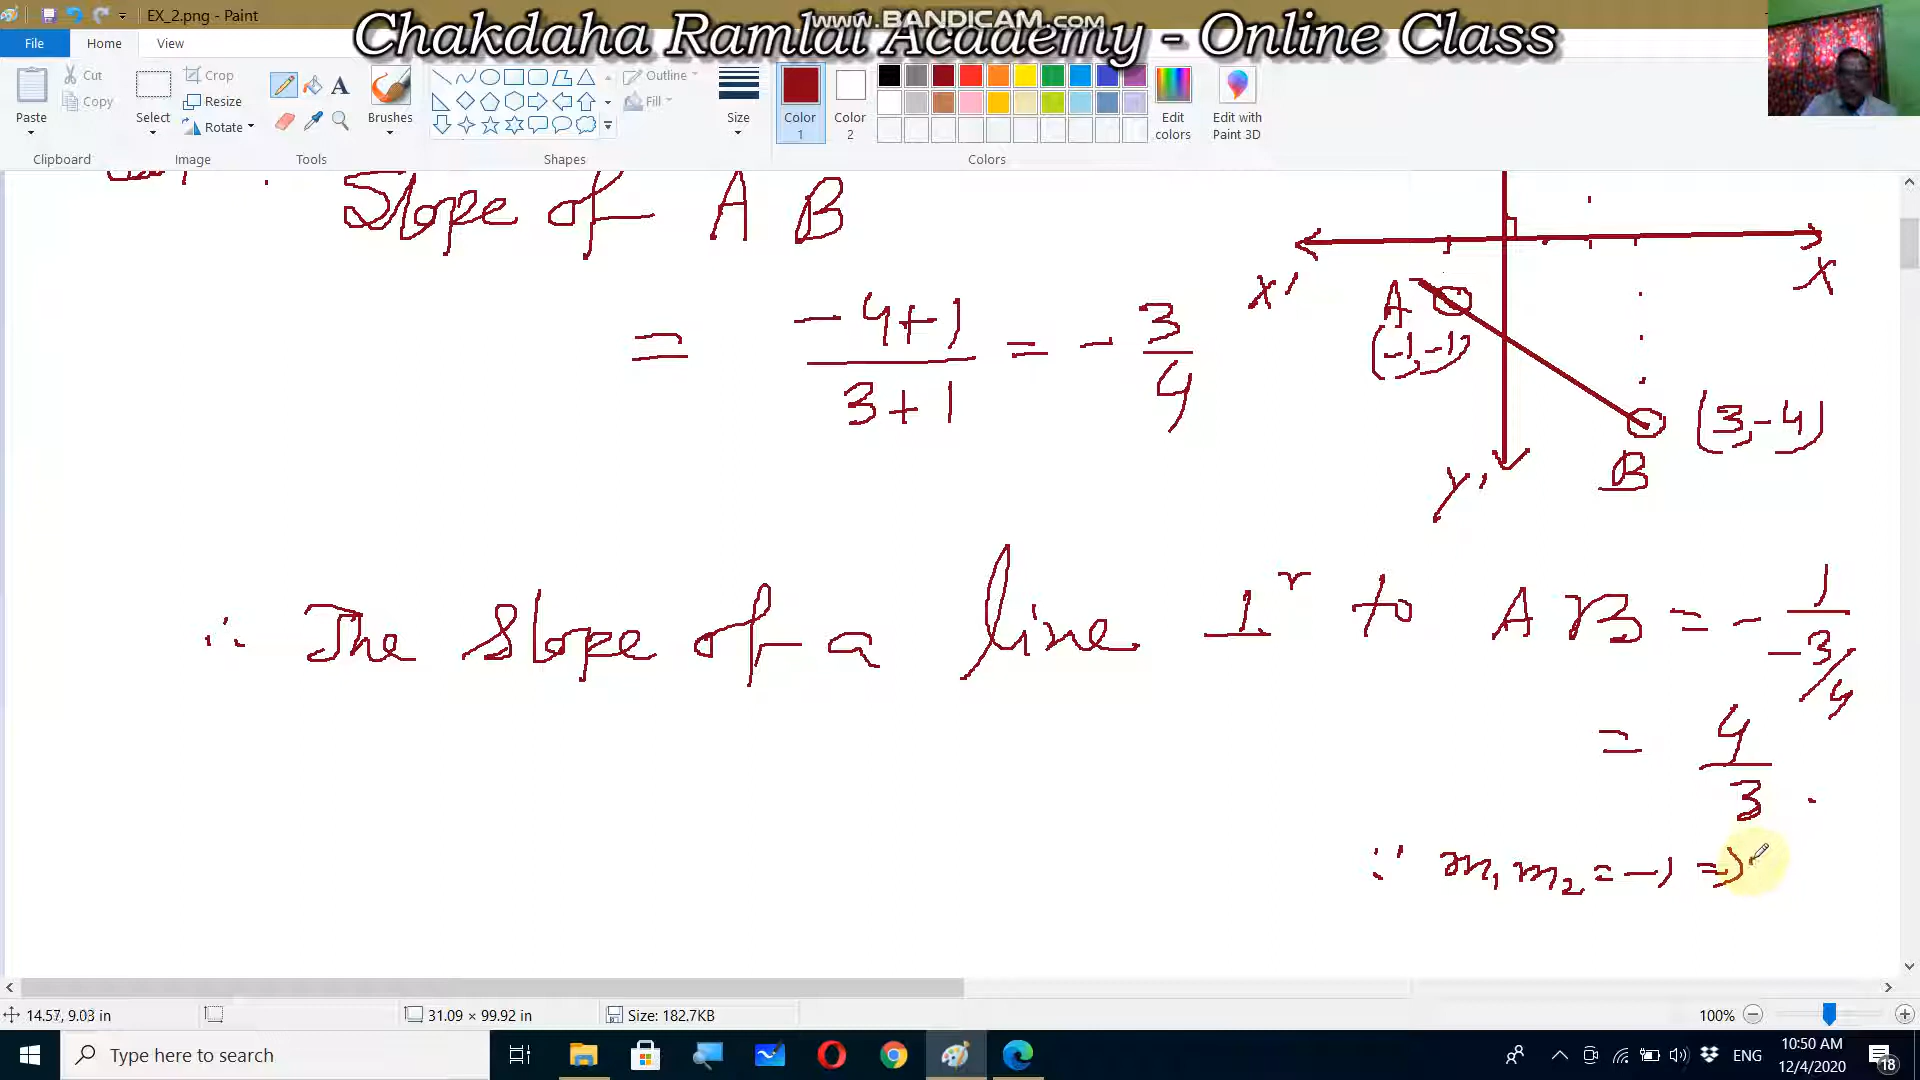 EX_2.png - Paint
www.BANDICAM.com
Chakdaha Ramlal Academy - Online Class
File Home View
Cut
Copy
Paste
Clipboard
Crop
Resize
Rotate
Select
Image
Tools
Brushes
Outline
Fill
Shapes
Size
Color 1
Color 2
Edit colors
Edit with Paint 3D
Colors
Slope of AB
= -4+1/3+1 = -3/4
X' X
A
(-1,-1)
(3,-4)
B
Y'
∴ The slope of a line ⊥r to AB = - 1/-3/4
= 4/3 .
∵ m1 m2 = -1 =>
14.57, 9.03 in
31.09 × 99.92 in
Size: 182.7KB
100%
Type here to search
ENG
10:50 AM
12/4/2020
18